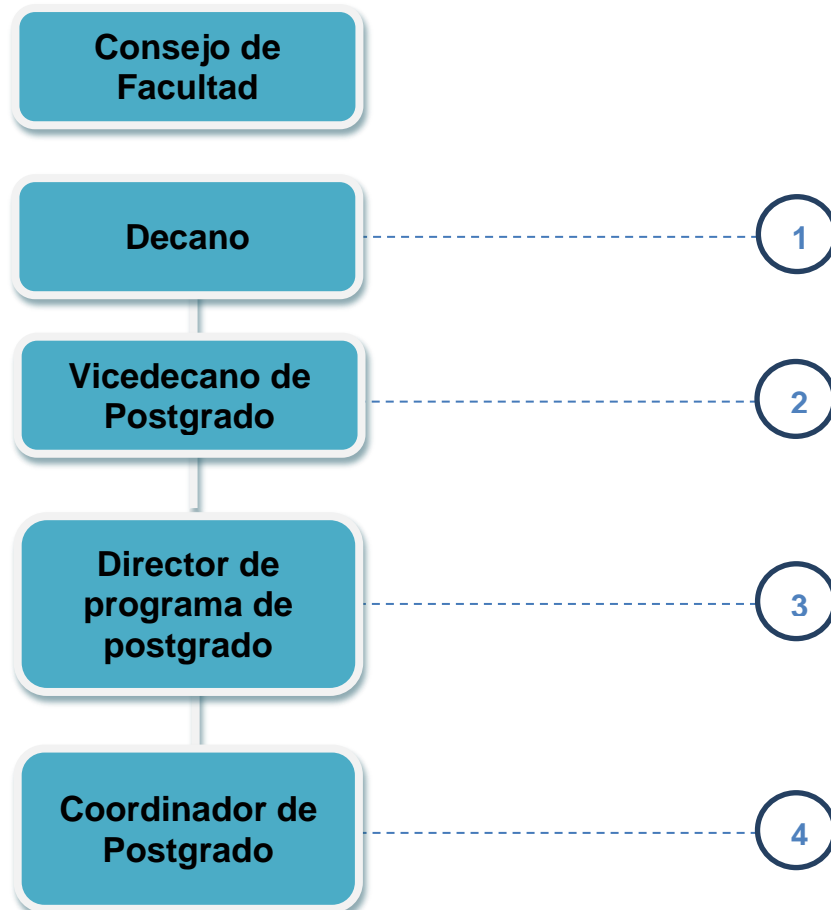 Consejo de
Facultad
Decano
1
Vicedecano de
Postgrado
2
Director de
programa de
postgrado
3
Coordinador de
Postgrado
4